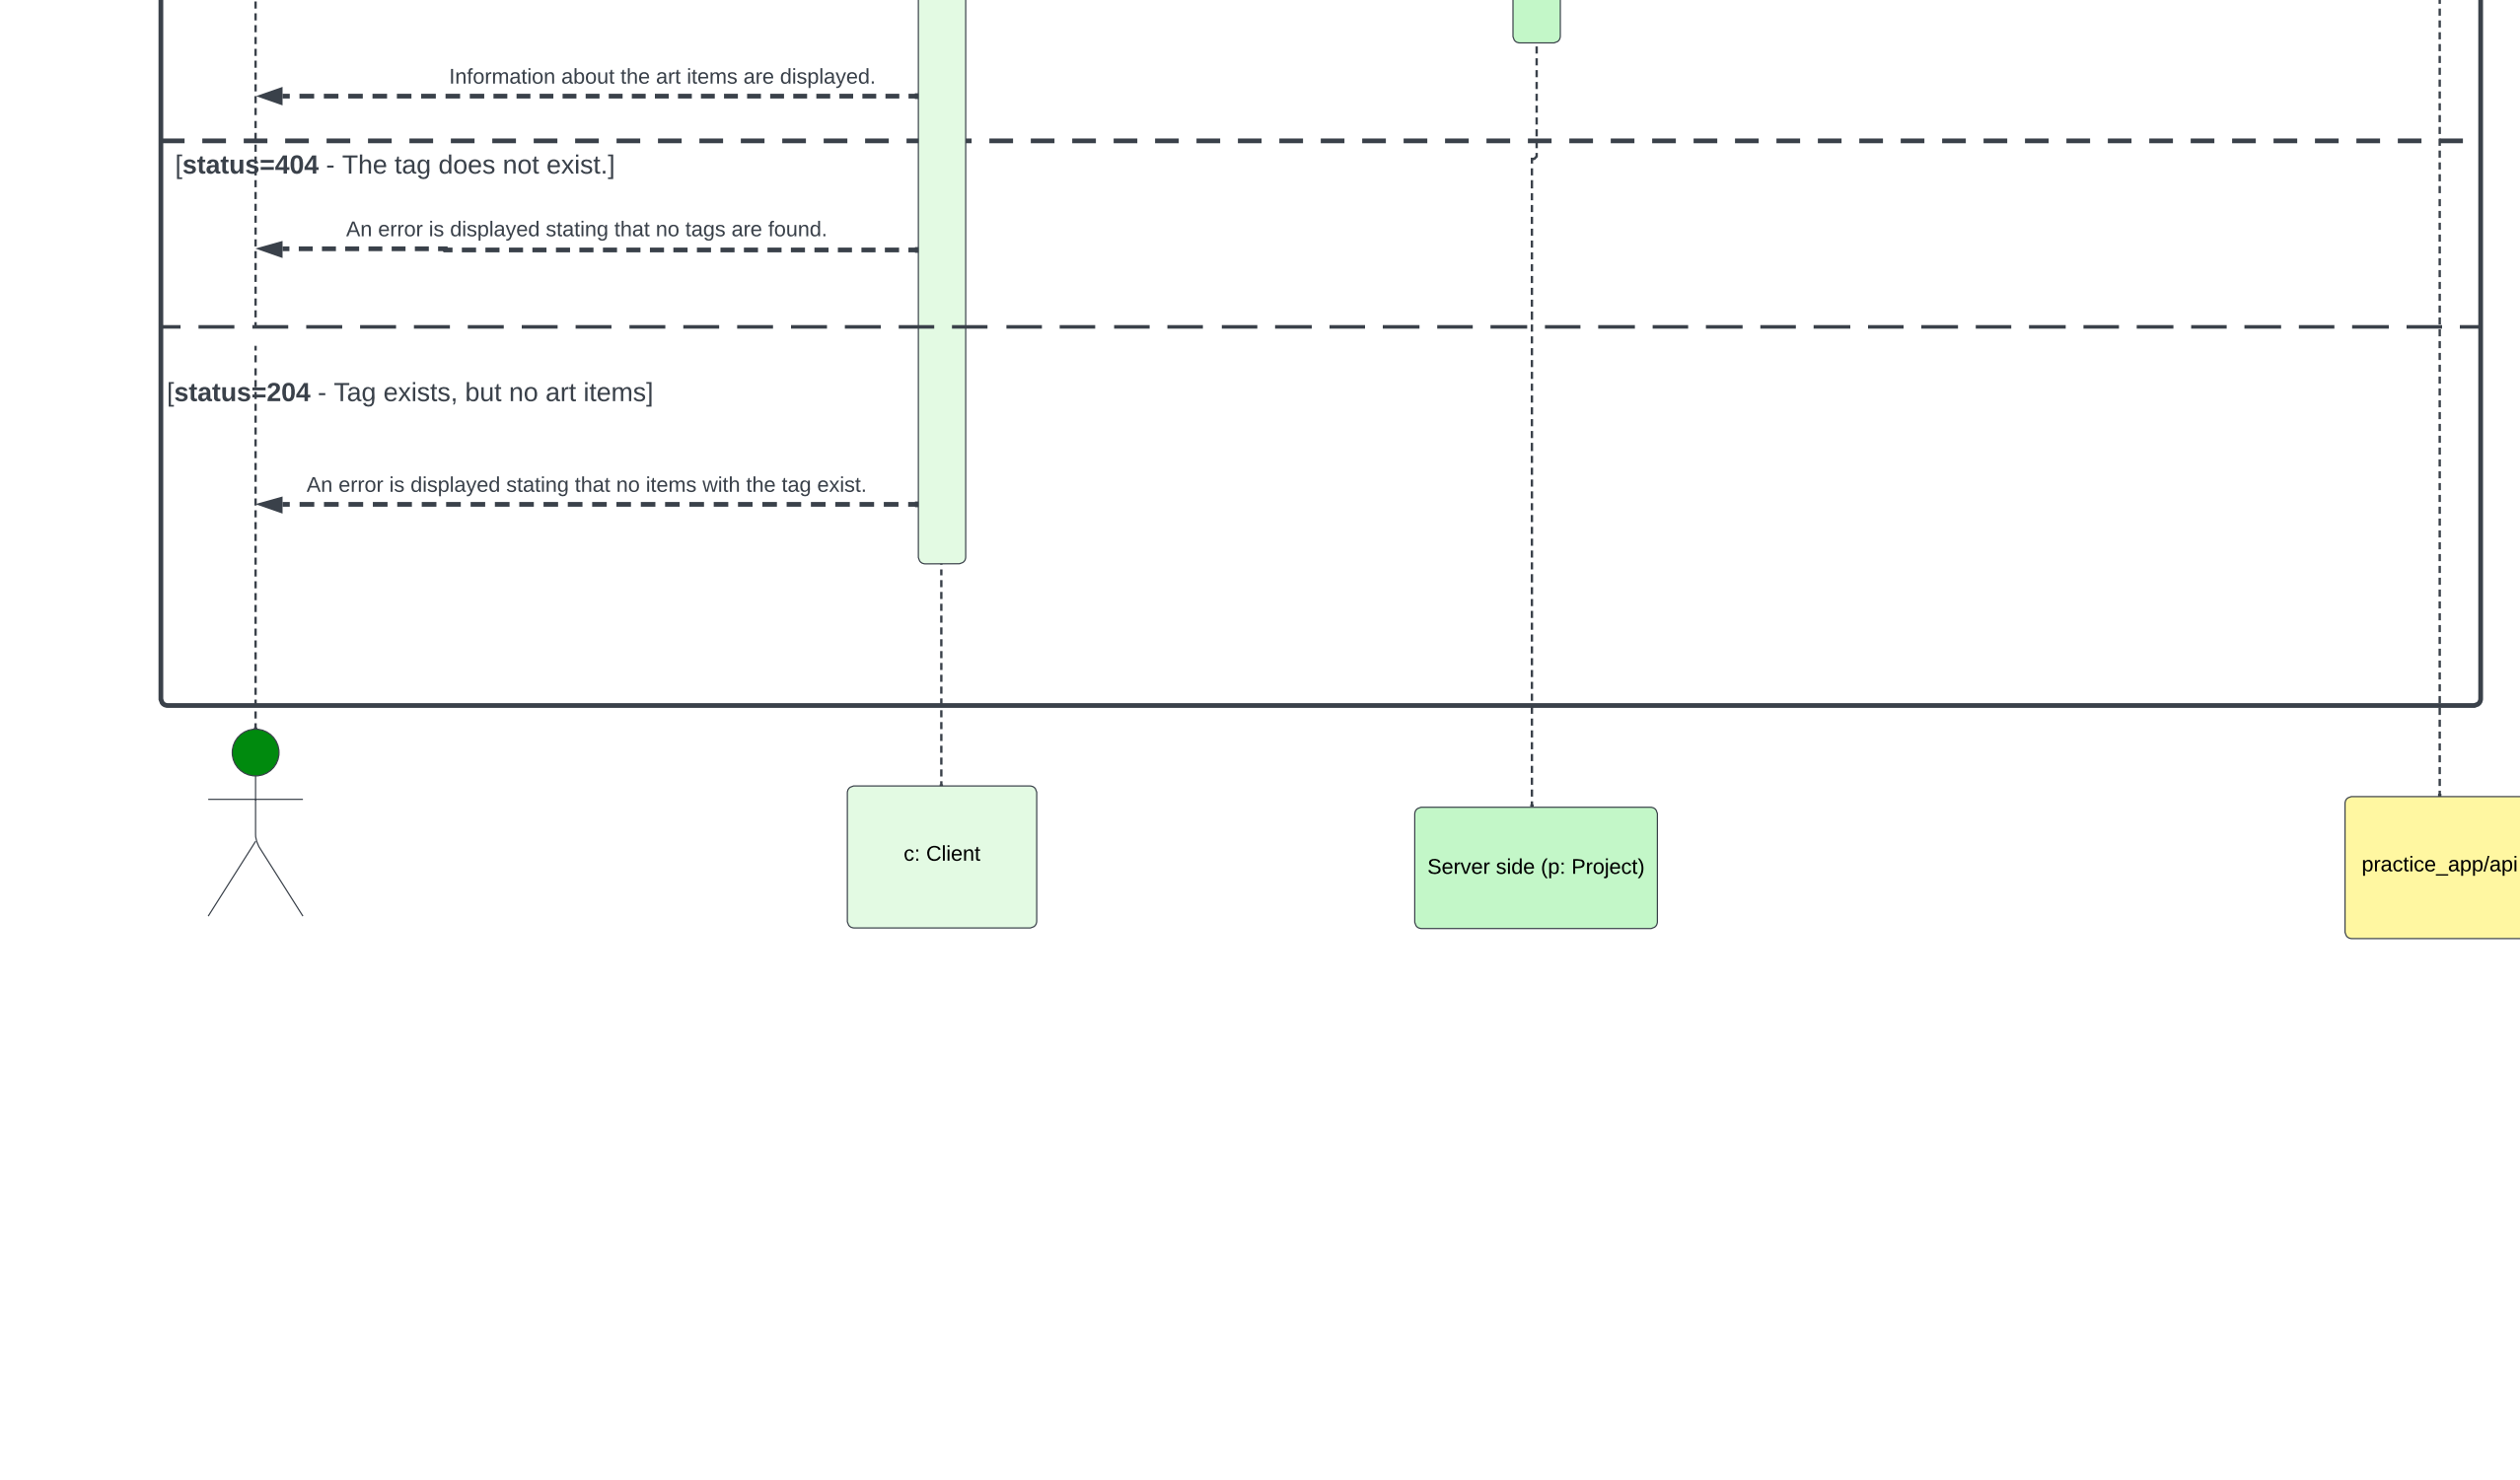 Information about the art items are displayed.
[status=404 - The tag does not exist.]
An error is displayed stating that no tags are found.
[status=204 - Tag exists, but no art items]
An error is displayed stating that no items with the tag exist.
c: Client
Server side (p: Project)
practice_app/api